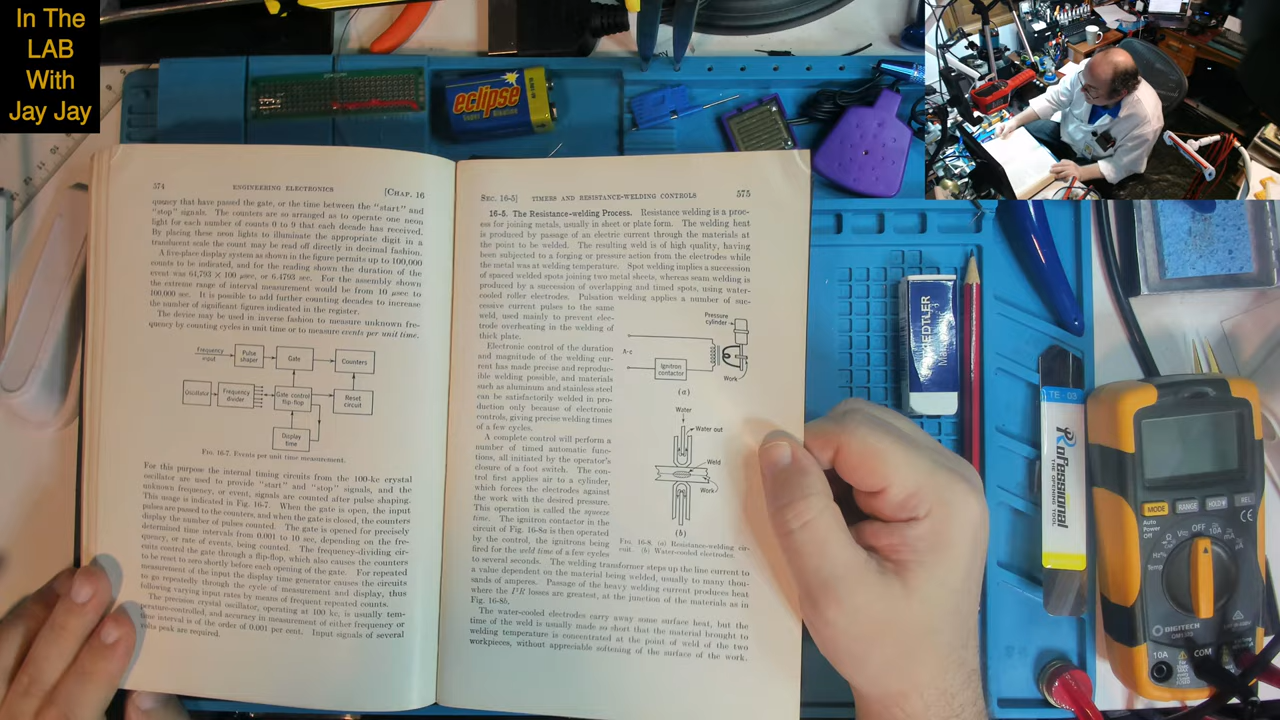 In The
LAB
With
Jay Jay
eclipse
Super Alkaline
574 ENGINEERING ELECTRONICS [CHAP. 16
quency that have passed the gate, or the time between the "start" and
"stop" signals. The counters are so arranged as to operate one neon
light for each number of counts 0 to 9 that each decade has received.
By placing these neon lights to illuminate the appropriate digit in a
translucent scale the count may be read off directly in decimal fashion.
A five-place display system as shown in the figure permits up to 100,000
counts to be indicated, and for the reading shown the duration of the
event was 64,793 × 100 μsec, or 6.4793 sec. For the assembly shown
the extreme range of interval measurement would be from 10 μsec to
100,000 sec. It is possible to add further counting decades to increase
the number of significant figures indicated in the register.
The device may be used in inverse fashion to measure unknown fre-
quency by counting cycles in unit time or to measure events per unit time.
Frequency
input
Pulse
shaper
Gate
Counters
Oscillator
Frequency
divider
Gate control
flip-flop
Reset
circuit
Display
time
FIG. 16-7. Events per unit time measurement.
For this purpose the internal timing circuits from the 100-kc crystal
oscillator are used to provide "start" and "stop" signals, and the
unknown frequency, or event, signals are counted after pulse shaping.
This usage is indicated in Fig. 16-7. When the gate is open, the input
pulses are passed to the counters, and when the gate is closed, the counters
display the number of pulses counted. The gate is opened for precisely
determined time intervals from 0.001 to 10 sec, depending on the fre-
quency, or rate of events, being counted. The frequency-dividing cir-
cuits control the gate through a flip-flop, which also causes the counters
to be reset to zero shortly before each opening of the gate. For repeated
measurement of the input the display time generator causes the circuits
to go repeatedly through the cycle of measurement and display, thus
following varying input rates by means of frequent repeated counts.
The precision crystal oscillator, operating at 100 kc, is usually tem-
perature-controlled, and accuracy in measurement of either frequency or
time interval is of the order of 0.001 per cent. Input signals of several
volts peak are required.
SEC. 16-5] TIMERS AND RESISTANCE-WELDING CONTROLS 575
16-5. The Resistance-welding Process. Resistance welding is a proc-
ess for joining metals, usually in sheet or plate form. The welding heat
is produced by passage of an electric current through the materials at
the point to be welded. The resulting weld is of high quality, having
been subjected to a forging or pressure action from the electrodes while
the metal was at welding temperature. Spot welding implies a succession
of spaced welded spots joining two metal sheets, whereas seam welding is
produced by a succession of overlapping and timed spots, using water-
cooled roller electrodes. Pulsation welding applies a number of suc-
cessive current pulses to the same
weld, used mainly to prevent elec-
trode overheating in the welding of
thick plate.
Electronic control of the duration
and magnitude of the welding cur-
rent has made precise and reproduc-
ible welding possible, and materials
such as aluminum and stainless steel
can be satisfactorily welded in pro-
duction only because of electronic
controls, giving precise welding times
of a few cycles.
A complete control will perform a
number of timed automatic func-
tions, all initiated by the operator's
closure of a foot switch. The con-
trol first applies air to a cylinder,
which forces the electrodes against
the work with the desired pressure.
This operation is called the squeeze
time. The ignitron contactor in the
circuit of Fig. 16-8a is then operated
by the control, the ignitrons being
fired for the weld time of a few cycles
to several seconds. The welding transformer steps up the line current to
a value dependent on the material being welded, usually to many thou-
sands of amperes. Passage of the heavy welding current produces heat
where the I²R losses are greatest, at the junction of the materials as in
Fig. 16-8b.
The water-cooled electrodes carry away some surface heat, but the
time of the weld is usually made so short that the material brought to
welding temperature is concentrated at the point of weld of the two
workpieces, without appreciable softening of the surface of the work.
Pressure
cylinder
A-c
Ignitron
contactor
Work
(a)
Water
Water out
Weld
Work
(b)
FIG. 16-8. (a) Resistance-welding cir-
cuit. (b) Water-cooled electrodes.
STAEDTLER
Mars
TE - 03
Professional
THE OPENING TOOL
MODE RANGE HOLD REL
Auto
Power
Off
OFF
10A
Hz%
Temp
DIGITECH
10A
COM